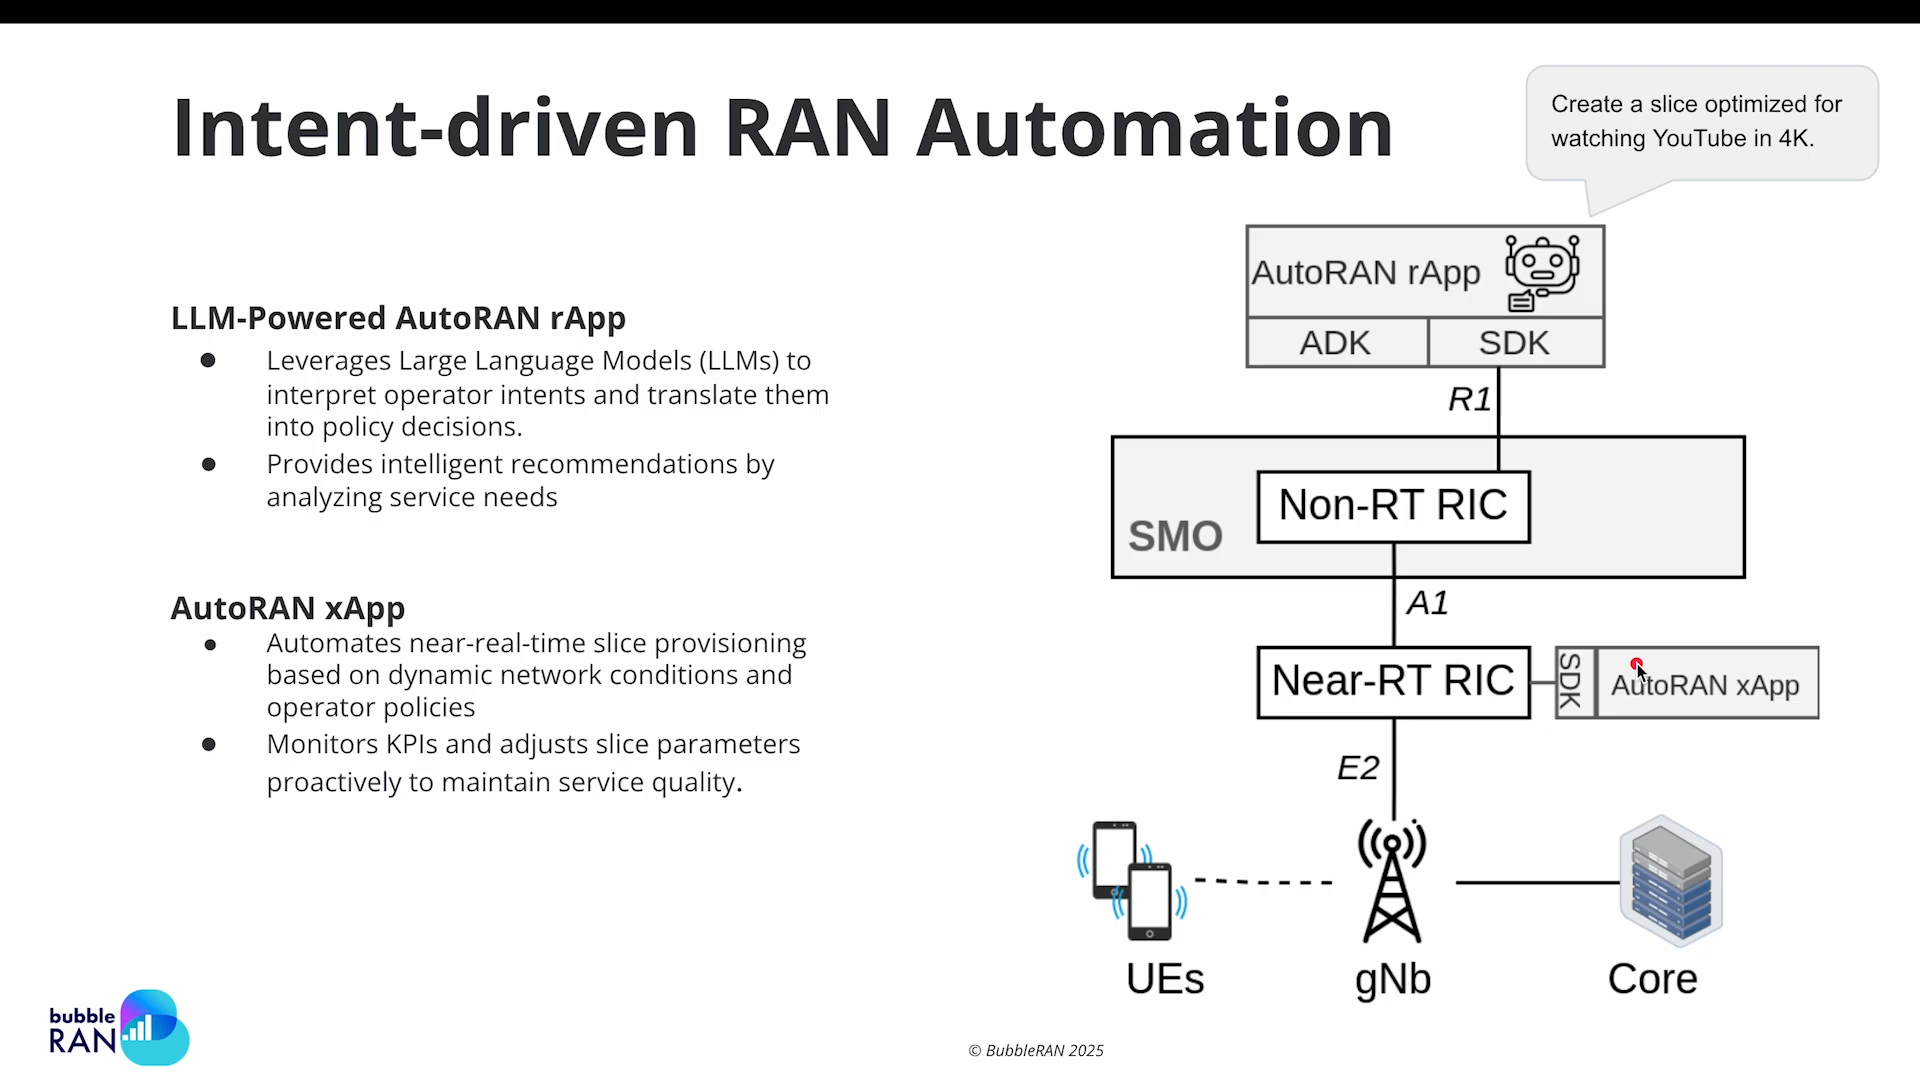 Intent-driven RAN Automation
Create a slice optimized for
watching YouTube in 4K.
LLM-Powered AutoRAN rApp
● Leverages Large Language Models (LLMs) to
interpret operator intents and translate them
into policy decisions.
● Provides intelligent recommendations by
analyzing service needs
AutoRAN xApp
● Automates near-real-time slice provisioning
based on dynamic network conditions and
operator policies
● Monitors KPIs and adjusts slice parameters
proactively to maintain service quality.
AutoRAN rApp
ADK
SDK
R1
Non-RT RIC
SMO
A1
Near-RT RIC
SDK
AutoRAN xApp
E2
UEs
gNb
Core
bubble
RAN
© BubbleRAN 2025